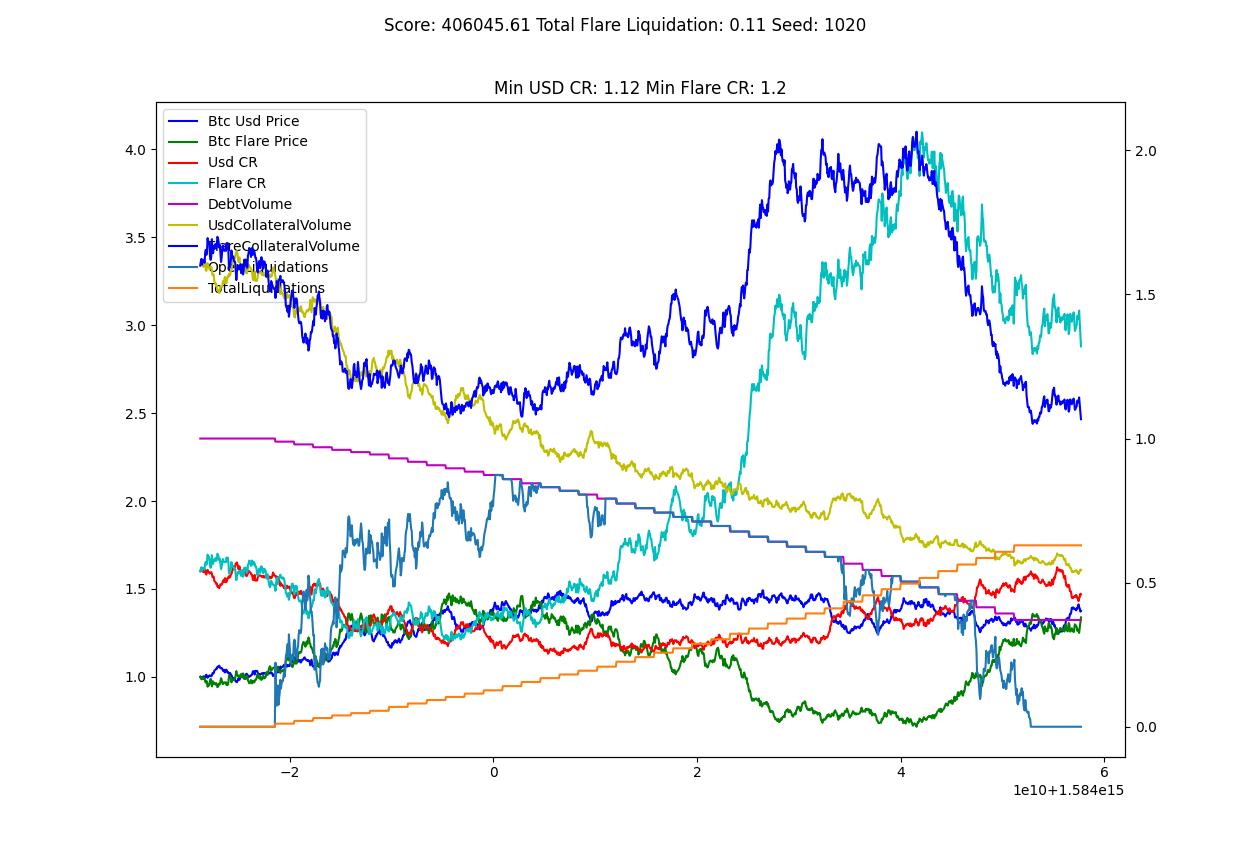 Score: 406045.61 Total Flare Liquidation: 0.11 Seed: 1020
Min USD CR: 1.12 Min Flare CR: 1.2
Btc Usd Price
Btc Flare Price
Usd CR
Flare CR
DebtVolume
UsdCollateralVolume
FlareCollateralVolume
OpenLiquidations
TotalLiquidations
4.0
3.5
3.0
2.5
2.0
1.5
1.0
2.0
1.5
1.0
0.5
0.0
−2
0
2
4
6
1e10+1.584e15